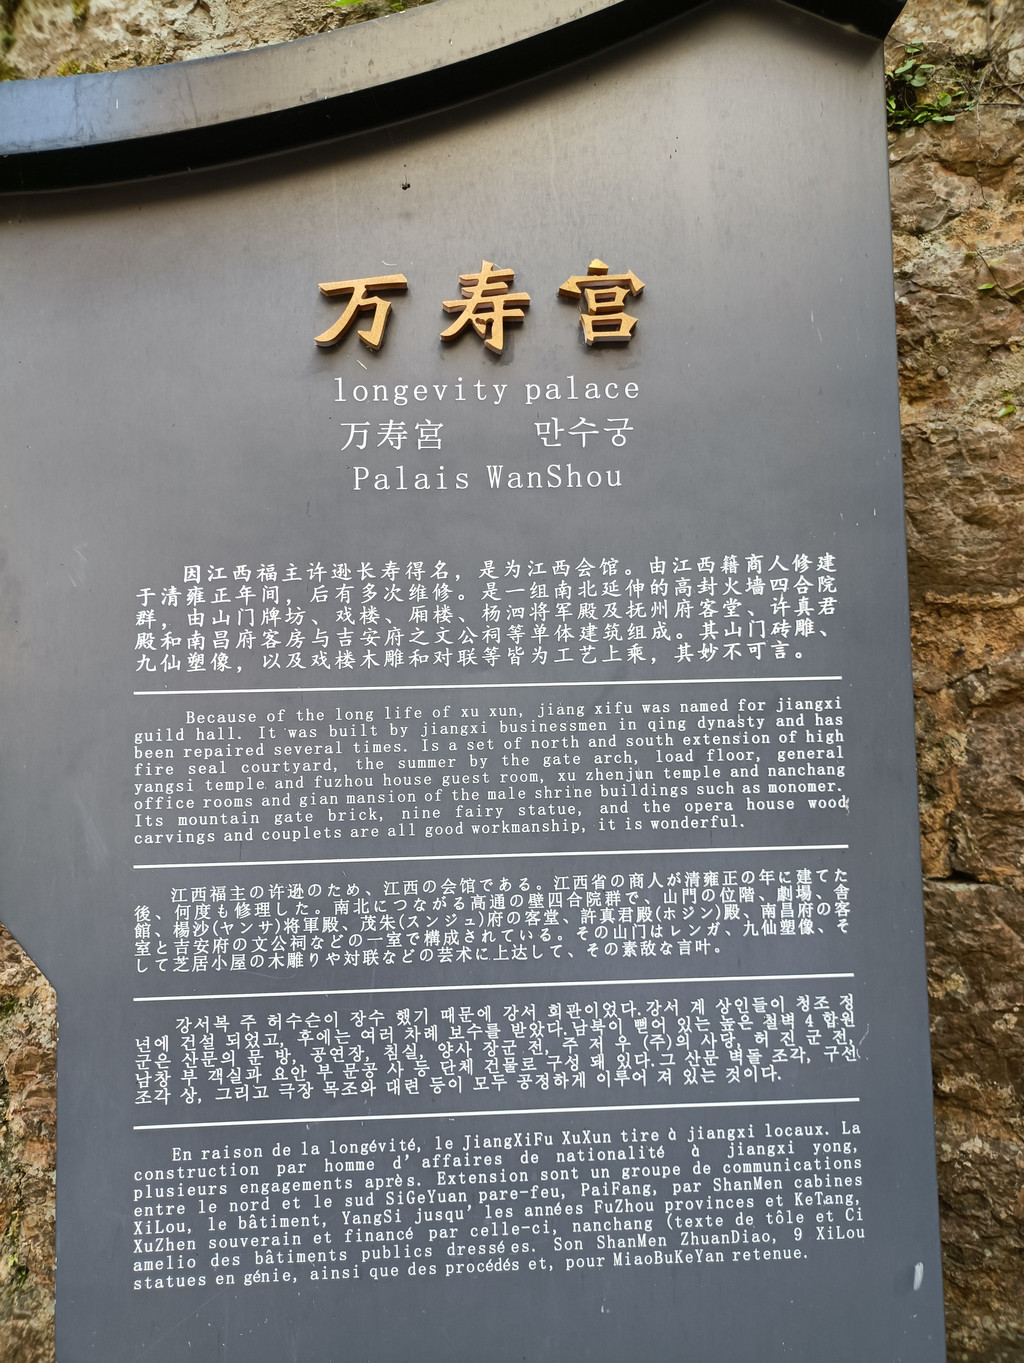 万寿宫
longevity palace
万寿宮 만수궁
Palais WanShou
因江西福主许逊长寿得名，是为江西会馆。由江西籍商人修建
于清雍正年间，后有多次维修。是一组南北延伸的高封火墙四合院
群，由山门牌坊、戏楼、厢楼、杨泗将军殿及抚州府客堂、许真君
殿和南昌府客房与吉安府之文公祠等单体建筑组成。其山门砖雕、
九仙塑像，以及戏楼木雕和对联等皆为工艺上乘，其妙不可言。
Because of the long life of xu xun, jiang xifu was named for jiangxi
guild hall. It was built by jiangxi businessmen in qing dynasty and has
been repaired several times. Is a set of north and south extension of high
fire seal courtyard, the summer by the gate arch, load floor, general
yangsi temple and fuzhou house guest room, xu zhenjun temple and nanchang
office rooms and gian mansion of the male shrine buildings such as monomer.
Its mountain gate brick, nine fairy statue, and the opera house wood
carvings and couplets are all good workmanship, it is wonderful.
江西福主の许逊のため、江西の会馆である。江西省の商人が清雍正の年に建てた
後、何度も修理した。南北につながる高通の壁四合院群で、山門の位階、劇場、舎
館、楊沙(ヤンサ)将軍殿、茂朱(スンジュ)府の客堂、許真君殿(ホジン)殿、南昌府の客
室と吉安府の文公祠などの一室で構成されている。その山门はレンガ、九仙塑像、そ
して芝居小屋の木雕りや对联などの芸术に上达して、その素敌な言叶。
강서복 주 허수슨이 장수 했기 때문에 강서 회관이었다.강서 계 상인들이 청조 정
년에 건설 되었고, 후에는 여러 차례 보수를 받았다.남북이 뻗어 있는 높은 철벽 4 합원
군은 산문의 문 방, 공연장, 침실, 양사 장군 전, 주 저 우 (주)의 사당, 허 진 군 전,
남창 부 객실과 요안 부 문공 사 등 단체 건물로 구성 돼 있다.그 산문 벽돌 조각, 구선
조각 상, 그리고 극장 목조와 대련 등이 모두 공정하게 이루어 져 있는 것이다.
En raison de la longévité, le JiangXiFu XuXun tire à jiangxi locaux. La
construction par homme d' affaires de nationalité à jiangxi yong,
plusieurs engagements après. Extension sont un groupe de communications
entre le nord et le sud SiGeYuan pare-feu, PaiFang, par ShanMen cabines
XiLou, le bâtiment, YangSi jusqu' les années FuZhou provinces et KeTang,
XuZhen souverain et financé par celle-ci, nanchang (texte de tôle et Ci
amelio des bâtiments publics dressées. Son ShanMen ZhuanDiao, 9 XiLou
statues en génie, ainsi que des procédés et, pour MiaoBuKeYan retenue.